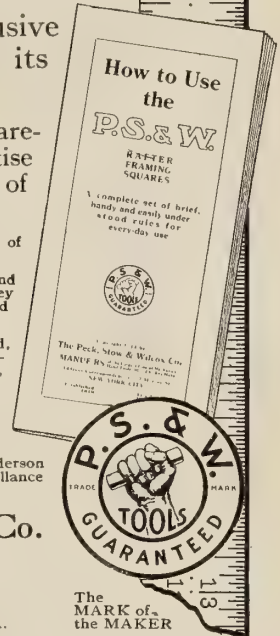 usive
its
are-
ise
of
of
nd
ey
d
d,
derson
llance
Co.
How to Use
the
P.S.&W.
RAFTER
FRAMING
SQUARES
A complete set of brief,
handy and easily under
stood rules for
every-day use
P. S. & W.
TOOLS
GUARANTEED
The Peck, Stow & Wilcox Co.
NEW YORK CITY
P. S. & W.
TRADE MARK
TOOLS
GUARANTEED
13
The
MARK of
the MAKER